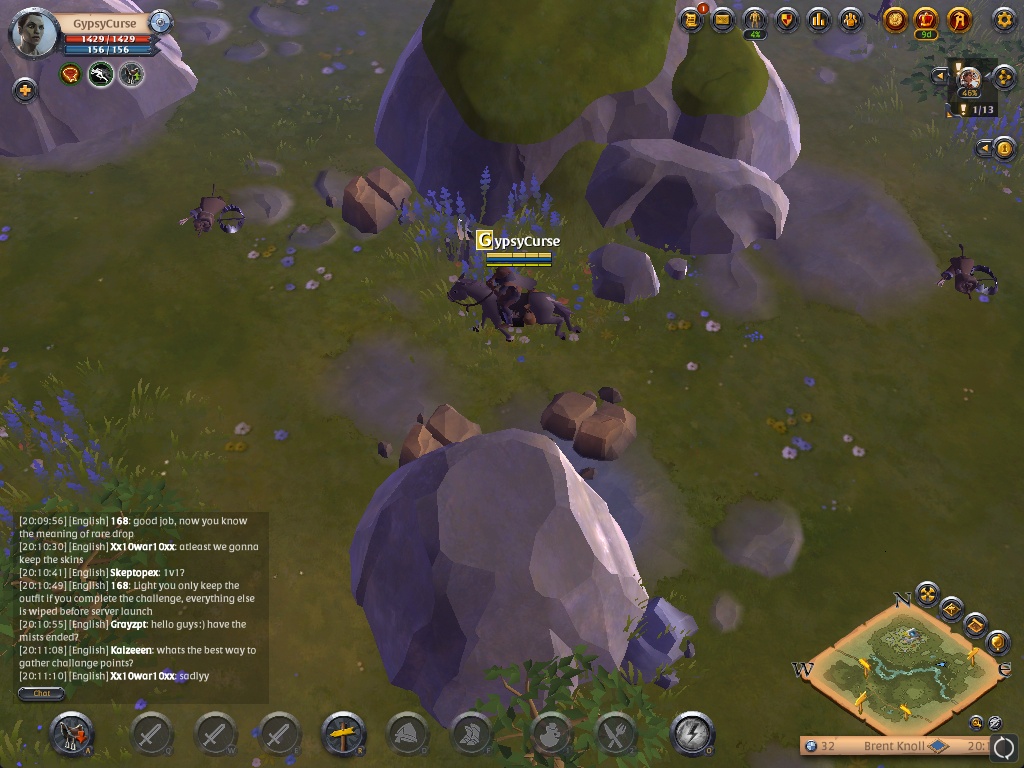 GypsyCurse
1429 / 1429
156 / 156
1
4%
9d
46%
1/13
1
GypsyCurse
[20:09:56] [English] 168: good job, now you know
the meaning of rare drop
[20:10:30] [English] Xx10war10xx: atleast we gonna
keep the skins
[20:10:41] [English] Skeptopex: 1v1?
[20:10:49] [English] 168: Light you only keep the
outfit if you complete the challenge, everything else
is wiped before server launch
[20:10:55] [English] Grayzpt: hello guys:) have the
mists ended?
[20:11:08] [English] Kaizeeen: whats the best way to
gather challange points?
[20:11:10] [English] Xx10war10xx: sadlyy
Chat
N
W
E
A
Q
W
E
R
D
F
O
32
Brent Knoll
20: